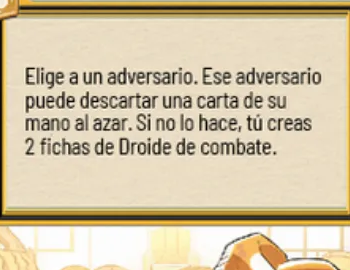 Elige a un adversario. Ese adversario
puede descartar una carta de su
mano al azar. Si no lo hace, tú creas
2 fichas de Droide de combate.